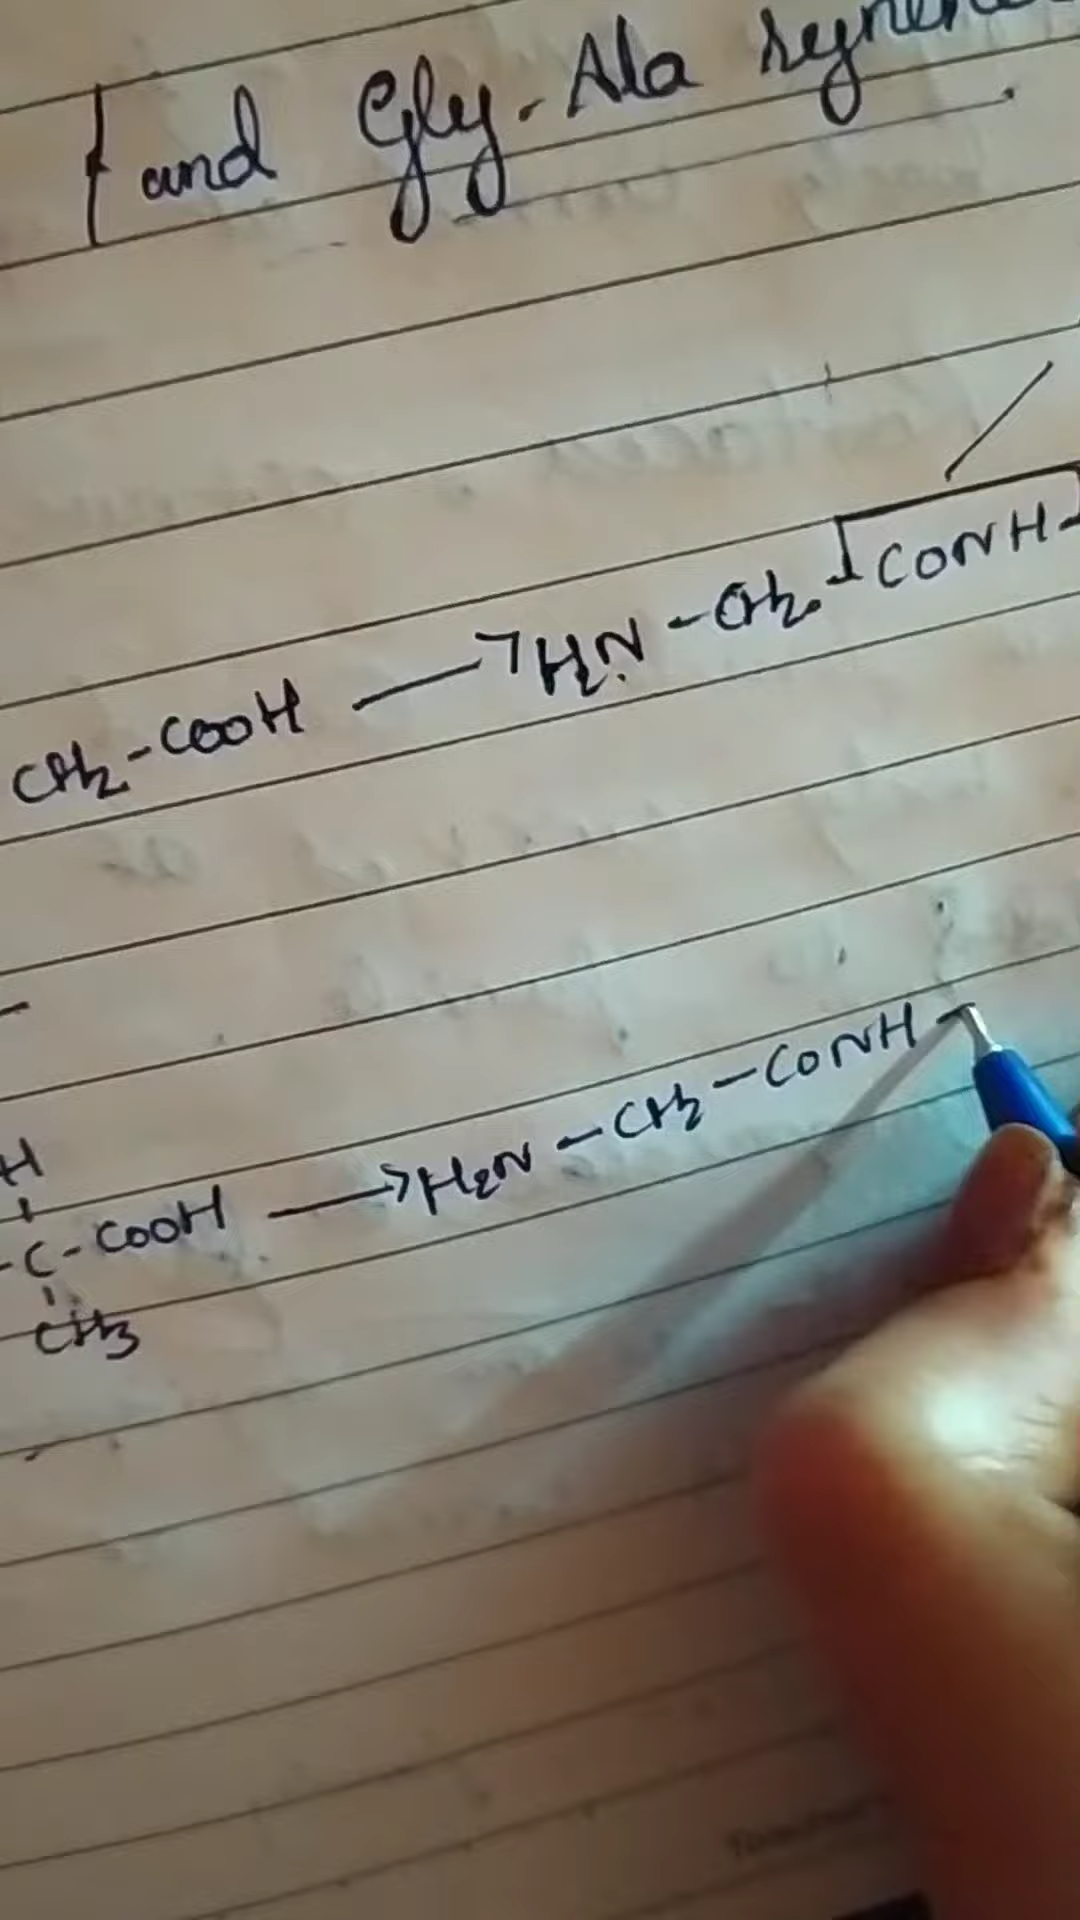 and Gly-Ala
CH2-COOH → H2N-CH2-CONH-
H
-C-COOH → H2N-CH2-CONH-
CH3